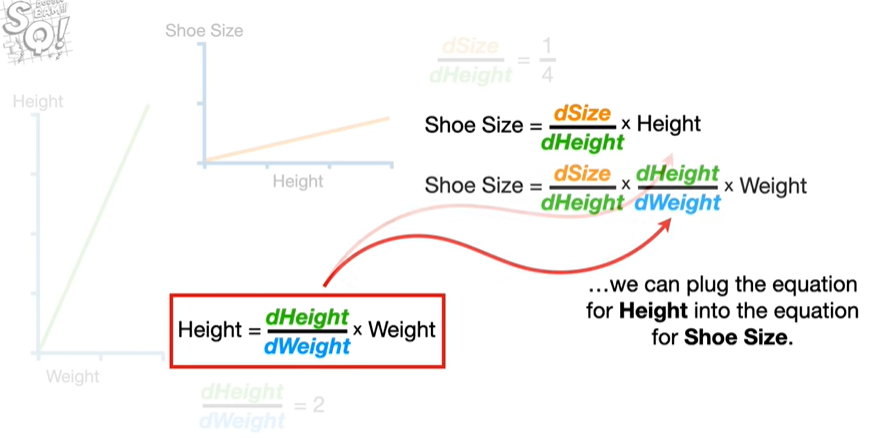 SQ!
BAM!!
Shoe Size
Height
Height
Weight
dSize/dHeight = 1/4
Shoe Size = dSize/dHeight x Height
Shoe Size = dSize/dHeight x dHeight/dWeight x Weight
Height = dHeight/dWeight x Weight
...we can plug the equation
for Height into the equation
for Shoe Size.
dHeight/dWeight = 2